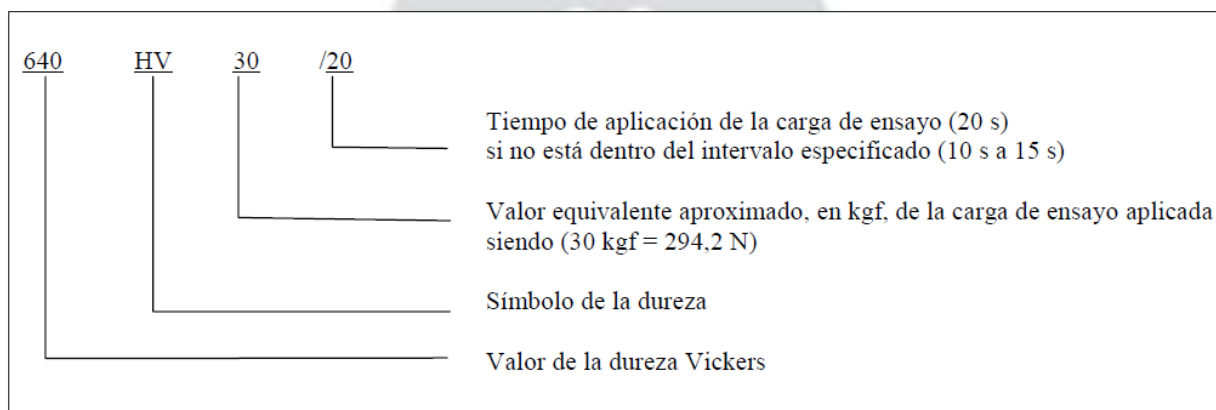 640 HV 30 /20
Tiempo de aplicación de la carga de ensayo (20 s)
si no está dentro del intervalo especificado (10 s a 15 s)
Valor equivalente aproximado, en kgf, de la carga de ensayo aplicada
siendo (30 kgf = 294,2 N)
Símbolo de la dureza
Valor de la dureza Vickers